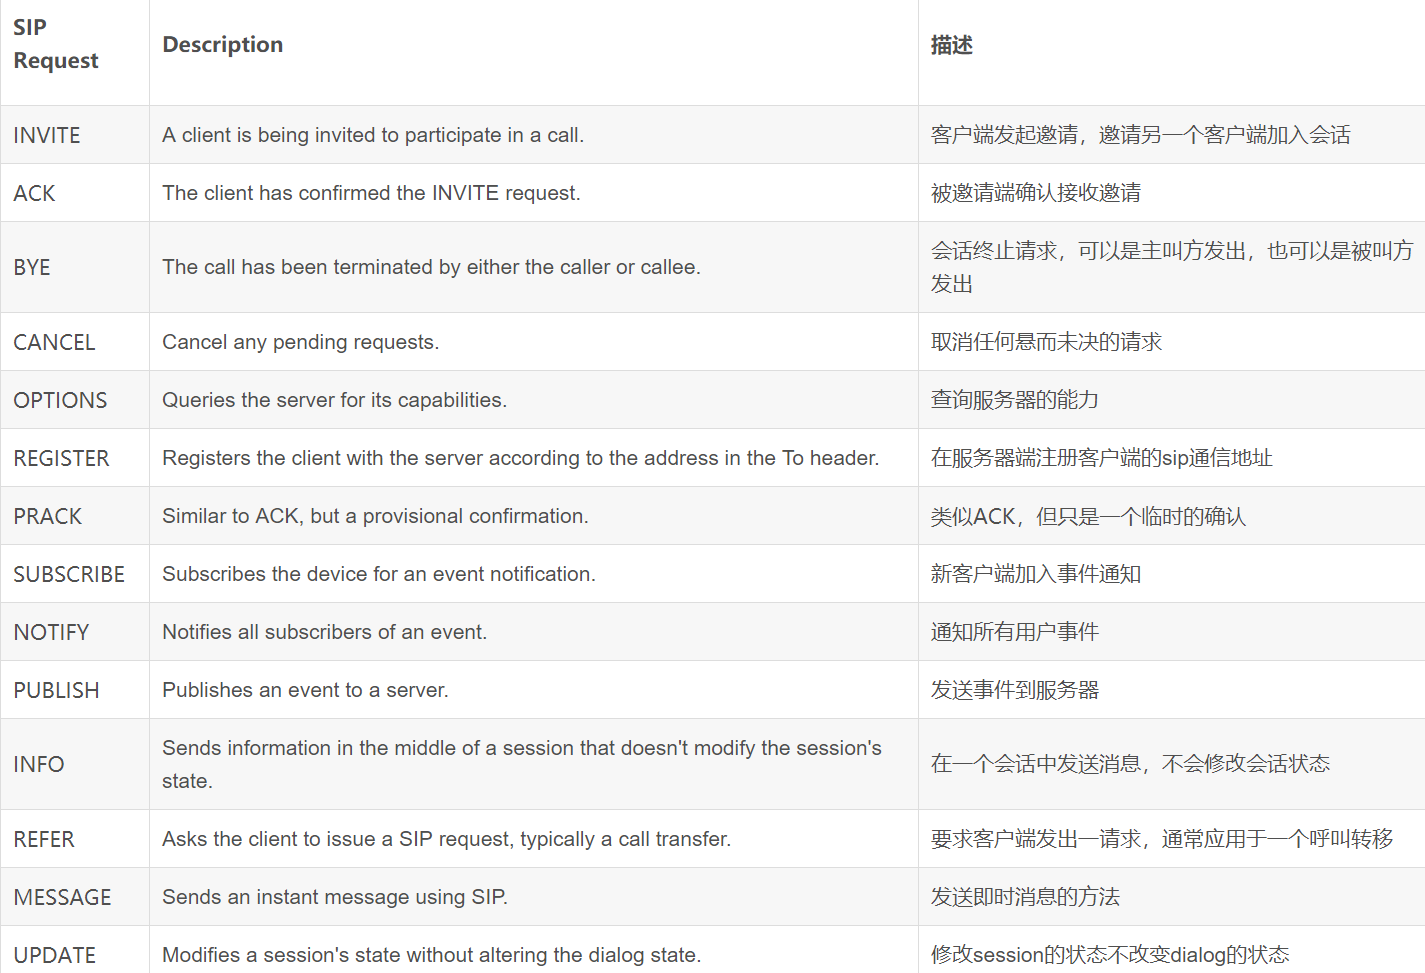 SIP
Request
Description
描述
INVITE
A client is being invited to participate in a call.
客户端发起邀请，邀请另一个客户端加入会话
ACK
The client has confirmed the INVITE request.
被邀请端确认接收邀请
BYE
The call has been terminated by either the caller or callee.
会话终止请求，可以是主叫方发出，也可以是被叫方
发出
CANCEL
Cancel any pending requests.
取消任何悬而未决的请求
OPTIONS
Queries the server for its capabilities.
查询服务器的能力
REGISTER
Registers the client with the server according to the address in the To header.
在服务器端注册客户端的sip通信地址
PRACK
Similar to ACK, but a provisional confirmation.
类似ACK，但只是一个临时的确认
SUBSCRIBE
Subscribes the device for an event notification.
新客户端加入事件通知
NOTIFY
Notifies all subscribers of an event.
通知所有用户事件
PUBLISH
Publishes an event to a server.
发送事件到服务器
INFO
Sends information in the middle of a session that doesn't modify the session's
state.
在一个会话中发送消息，不会修改会话状态
REFER
Asks the client to issue a SIP request, typically a call transfer.
要求客户端发出一请求，通常应用于一个呼叫转移
MESSAGE
Sends an instant message using SIP.
发送即时消息的方法
UPDATE
Modifies a session's state without altering the dialog state.
修改session的状态不改变dialog的状态